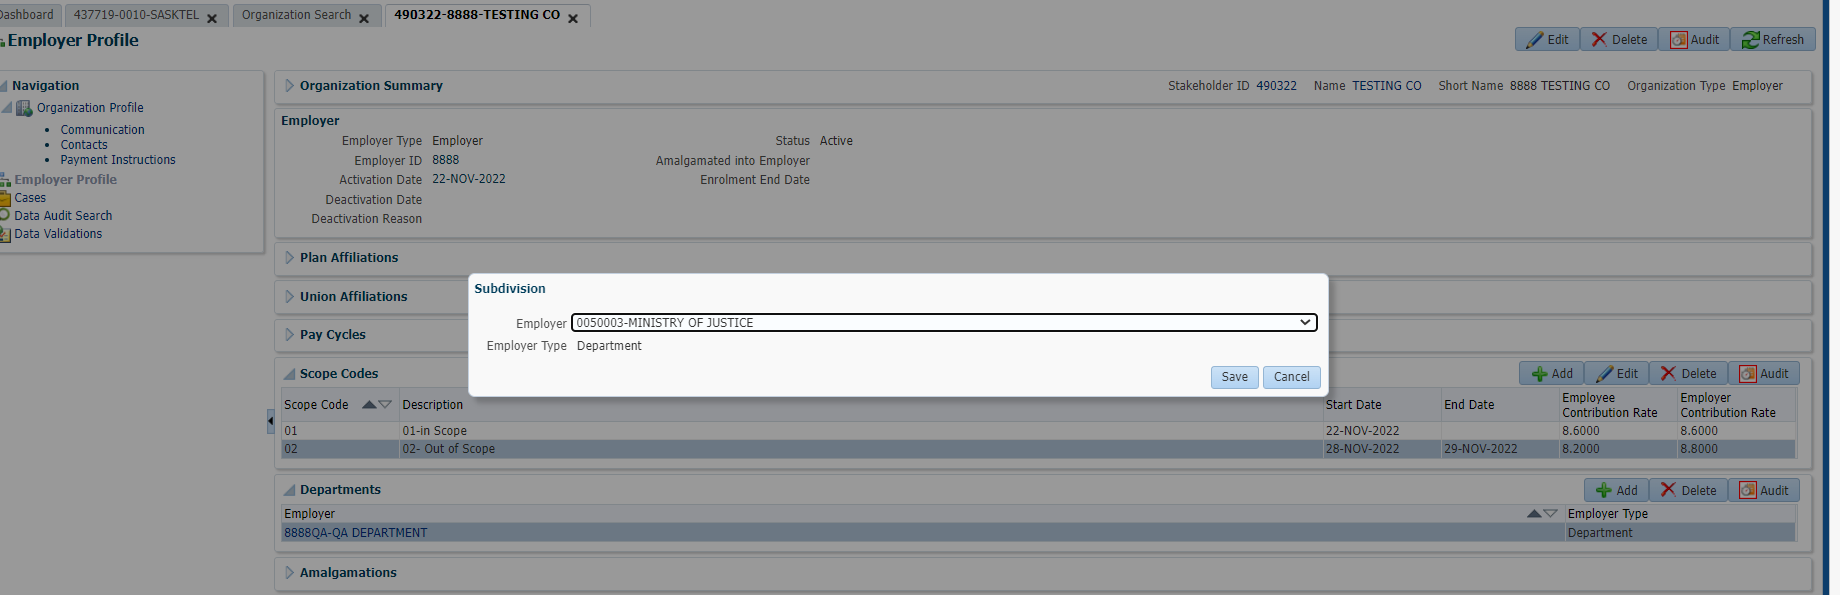 Dashboard 437719-0010-SASKTEL Organization Search 490322-8888-TESTING CO
Employer Profile
Edit Delete Audit Refresh
Navigation
Organization Profile
Communication
Contacts
Payment Instructions
Employer Profile
Cases
Data Audit Search
Data Validations
Organization Summary Stakeholder ID 490322 Name TESTING CO Short Name 8888 TESTING CO Organization Type Employer
Employer
Employer Type Employer Status Active
Employer ID 8888 Amalgamated into Employer
Activation Date 22-NOV-2022 Enrolment End Date
Deactivation Date
Deactivation Reason
Plan Affiliations
Union Affiliations
Pay Cycles
Subdivision
Employer 0050003-MINISTRY OF JUSTICE
Employer Type Department
Save Cancel
Scope Codes Add Edit Delete Audit
Scope Code Description Start Date End Date Employee Contribution Rate Employer Contribution Rate
01 01-in Scope 22-NOV-2022 8.6000 8.6000
02 02- Out of Scope 28-NOV-2022 29-NOV-2022 8.2000 8.8000
Departments Add Delete Audit
Employer Employer Type
8888QA-QA DEPARTMENT Department
Amalgamations